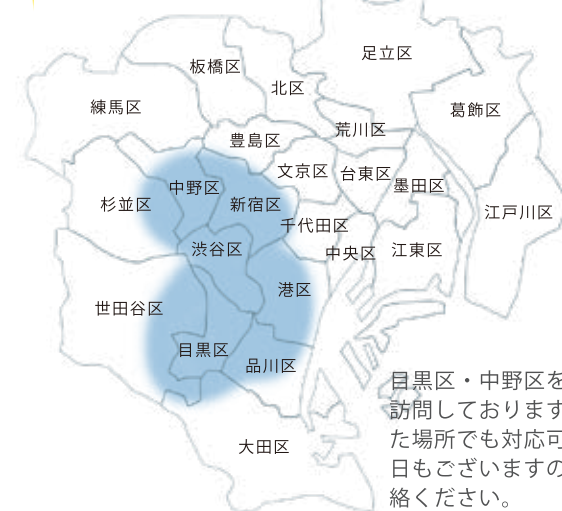 足立区
板橋区
北区
練馬区
葛飾区
荒川区
豊島区
文京区
台東区
中野区
墨田区
杉並区
新宿区
江戸川区
千代田区
渋谷区
中央区
江東区
港区
世田谷区
目黒区
品川区
大田区
目黒区・中野区を
訪問しております
た場所でも対応可
日もございますの
絡ください。